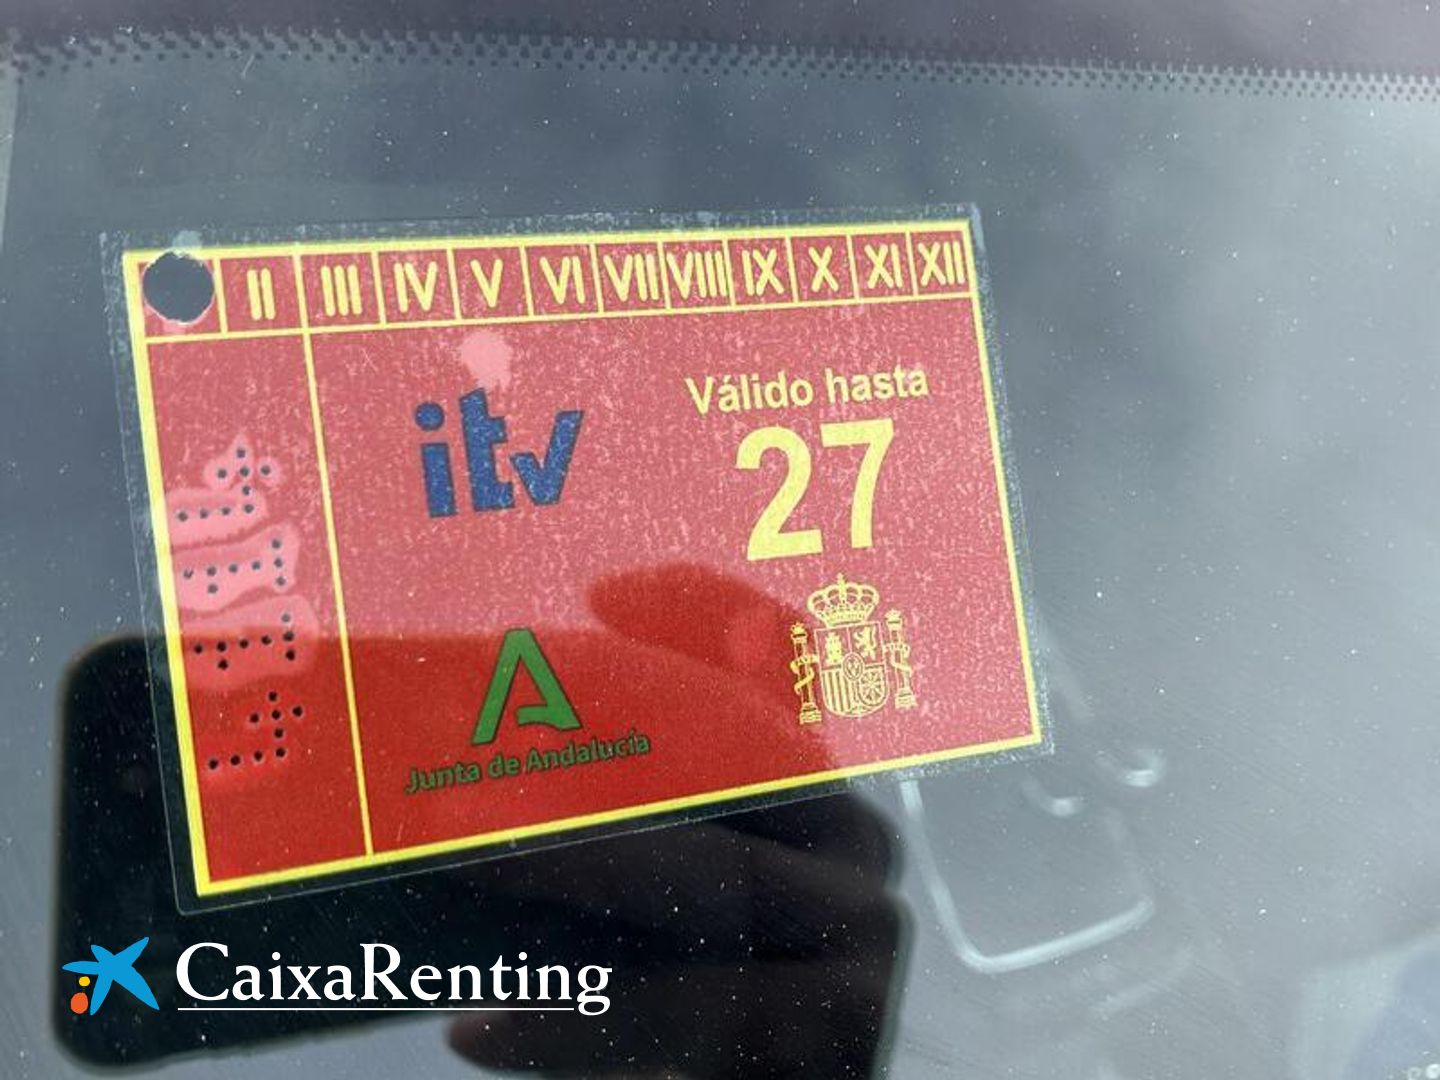 II III IV V VI VII VIII IX X XI XII
itv
Válido hasta
27
Junta de Andalucía
CaixaRenting